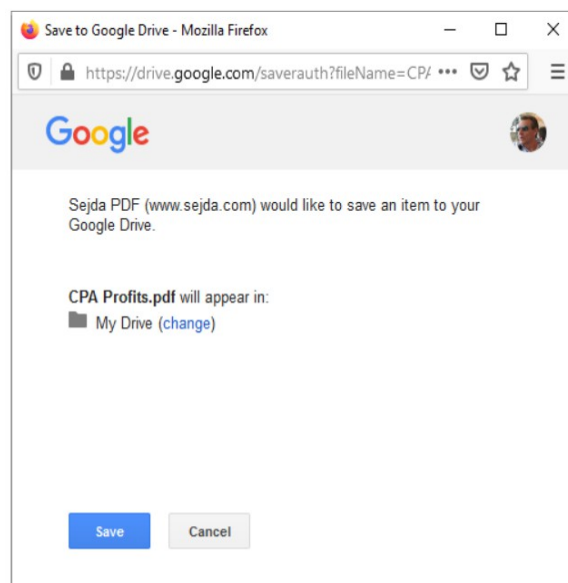 Save to Google Drive - Mozilla Firefox
https://drive.google.com/saverauth?fileName=CPA
Google
Sejda PDF (www.sejda.com) would like to save an item to your
Google Drive.
CPA Profits.pdf will appear in:
My Drive (change)
Save Cancel